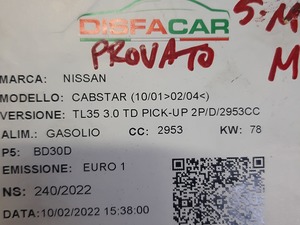 DISFACAR
PROVATO
5 M
M
MARCA: NISSAN
MODELLO: CABSTAR (10/01>02/04<)
VERSIONE: TL35 3.0 TD PICK-UP 2P/D/2953CC
ALIM.: GASOLIO CC: 2953 KW: 78
P5: BD30D
EMISSIONE: EURO 1
NS: 240/2022
DATA:10/02/2022 15:38:00